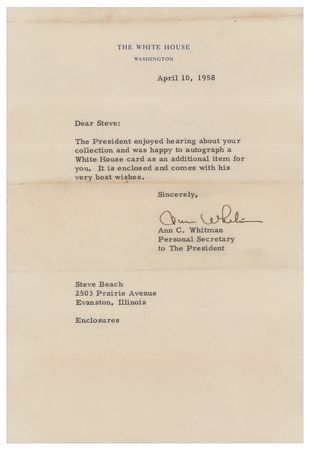 THE WHITE HOUSE
WASHINGTON
April 10, 1958
Dear Steve:
The President enjoyed hearing about your
collection and was happy to autograph a
White House card as an additional item for
you. It is enclosed and comes with his
very best wishes.
Sincerely,
Ann Whitman
Ann C. Whitman
Personal Secretary
to The President
Steve Beach
2503 Prairie Avenue
Evanston, Illinois
Enclosures